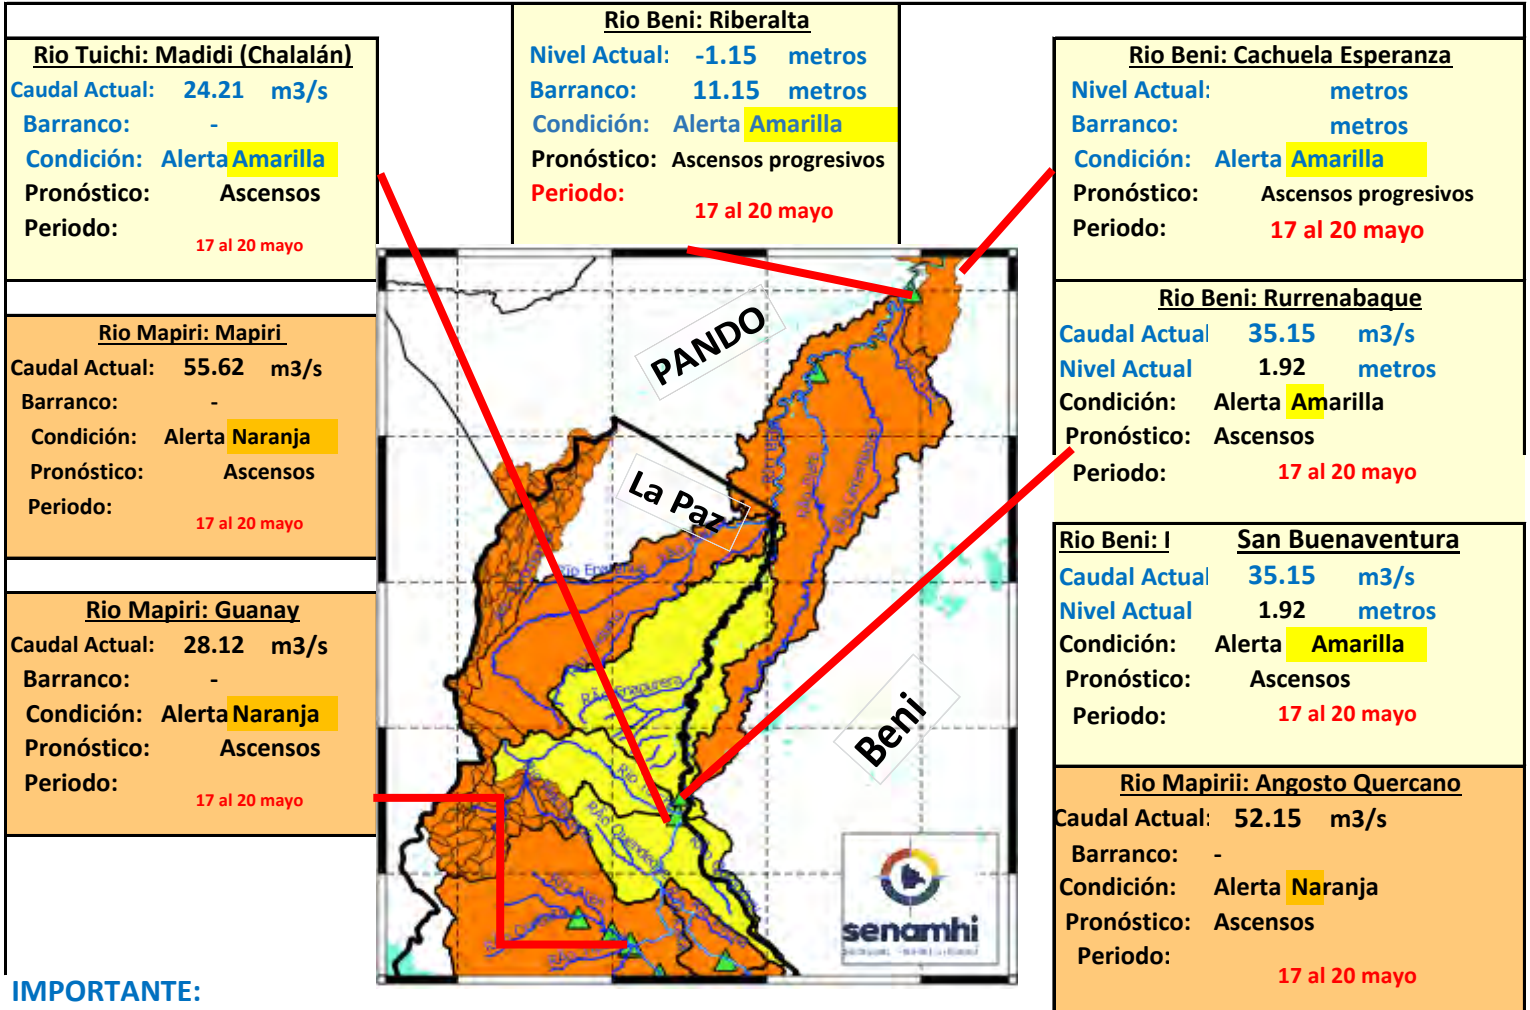 Rio Tuichi: Madidi (Chalalán)
Caudal Actual: 24.21 m3/s
Barranco: -
Condición: Alerta Amarilla
Pronóstico: Ascensos
Periodo:
17 al 20 mayo
Rio Mapiri: Mapiri
Caudal Actual: 55.62 m3/s
Barranco: -
Condición: Alerta Naranja
Pronóstico: Ascensos
Periodo:
17 al 20 mayo
Rio Mapiri: Guanay
Caudal Actual: 28.12 m3/s
Barranco: -
Condición: Alerta Naranja
Pronóstico: Ascensos
Periodo:
17 al 20 mayo
IMPORTANTE:
Rio Beni: Riberalta
Nivel Actual: -1.15 metros
Barranco: 11.15 metros
Condición: Alerta Amarilla
Pronóstico: Ascensos progresivos
Periodo:
17 al 20 mayo
PANDO
La Paz
Beni
RÃo Enapurera
RÃo Quendeque
senamhi
Rio Beni: Cachuela Esperanza
Nivel Actual: metros
Barranco: metros
Condición: Alerta Amarilla
Pronóstico: Ascensos progresivos
Periodo: 17 al 20 mayo
Rio Beni: Rurrenabaque
Caudal Actual 35.15 m3/s
Nivel Actual 1.92 metros
Condición: Alerta Amarilla
Pronóstico: Ascensos
Periodo: 17 al 20 mayo
Rio Beni: San Buenaventura
Caudal Actual 35.15 m3/s
Nivel Actual 1.92 metros
Condición: Alerta Amarilla
Pronóstico: Ascensos
Periodo: 17 al 20 mayo
Rio Mapirii: Angosto Quercano
Caudal Actual: 52.15 m3/s
Barranco: -
Condición: Alerta Naranja
Pronóstico: Ascensos
Periodo:
17 al 20 mayo